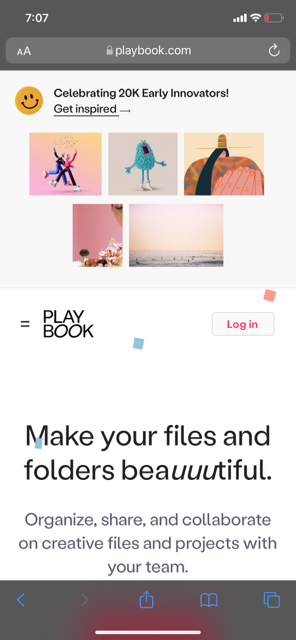 7:07
AA
playbook.com
Celebrating 20K Early Innovators!
Get inspired →
PLAY
BOOK
Log in
Make your files and
folders beauuutiful.
Organize, share, and collaborate
on creative files and projects with
your team.